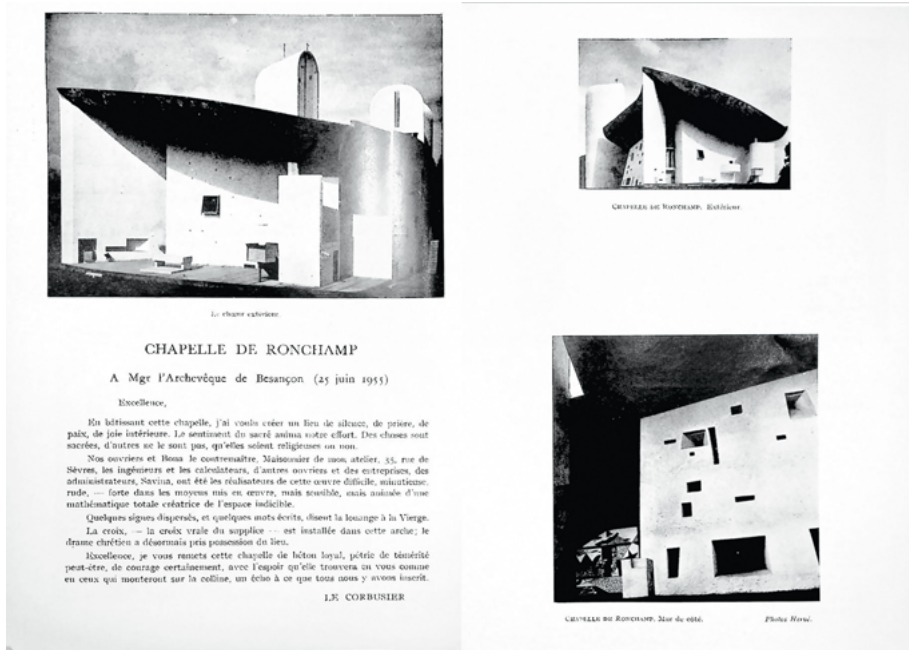 Le chœur extérieur.
CHAPELLE DE RONCHAMP
A Mgr l'Archevêque de Besançon (25 juin 1955)
Excellence,
En bâtissant cette chapelle, j'ai voulu créer un lieu de silence, de prière, de
paix, de joie intérieure. Le sentiment du sacré anima notre effort. Des choses sont
sacrées, d'autres ne le sont pas, qu'elles soient religieuses ou non.
Nos ouvriers et Bona le contremaître, Maisonnier de mon atelier, 35, rue de
Sèvres, les ingénieurs et les calculateurs, d'autres ouvriers et des entreprises, des
administrateurs, Savina, ont été les réalisateurs de cette œuvre difficile, minutieuse,
rude, — forte dans les moyens mis en œuvre, mais sensible, mais animée d'une
mathématique totale créatrice de l'espace indicible.
Quelques signes dispersés, et quelques mots écrits, disent la louange à la Vierge.
La croix, — la croix vraie du supplice — est installée dans cette arche; le
drame chrétien a désormais pris possession du lieu.
Excellence, je vous remets cette chapelle de béton loyal, pétrie de témérité
peut-être, de courage certainement, avec l'espoir qu'elle trouvera en vous comme
en ceux qui monteront sur la colline, un écho à ce que tous nous y avons inscrit.
LE CORBUSIER
CHAPELLE DE RONCHAMP. Extérieur.
CHAPELLE DE RONCHAMP. Mur de côté.
Photos Hervé.